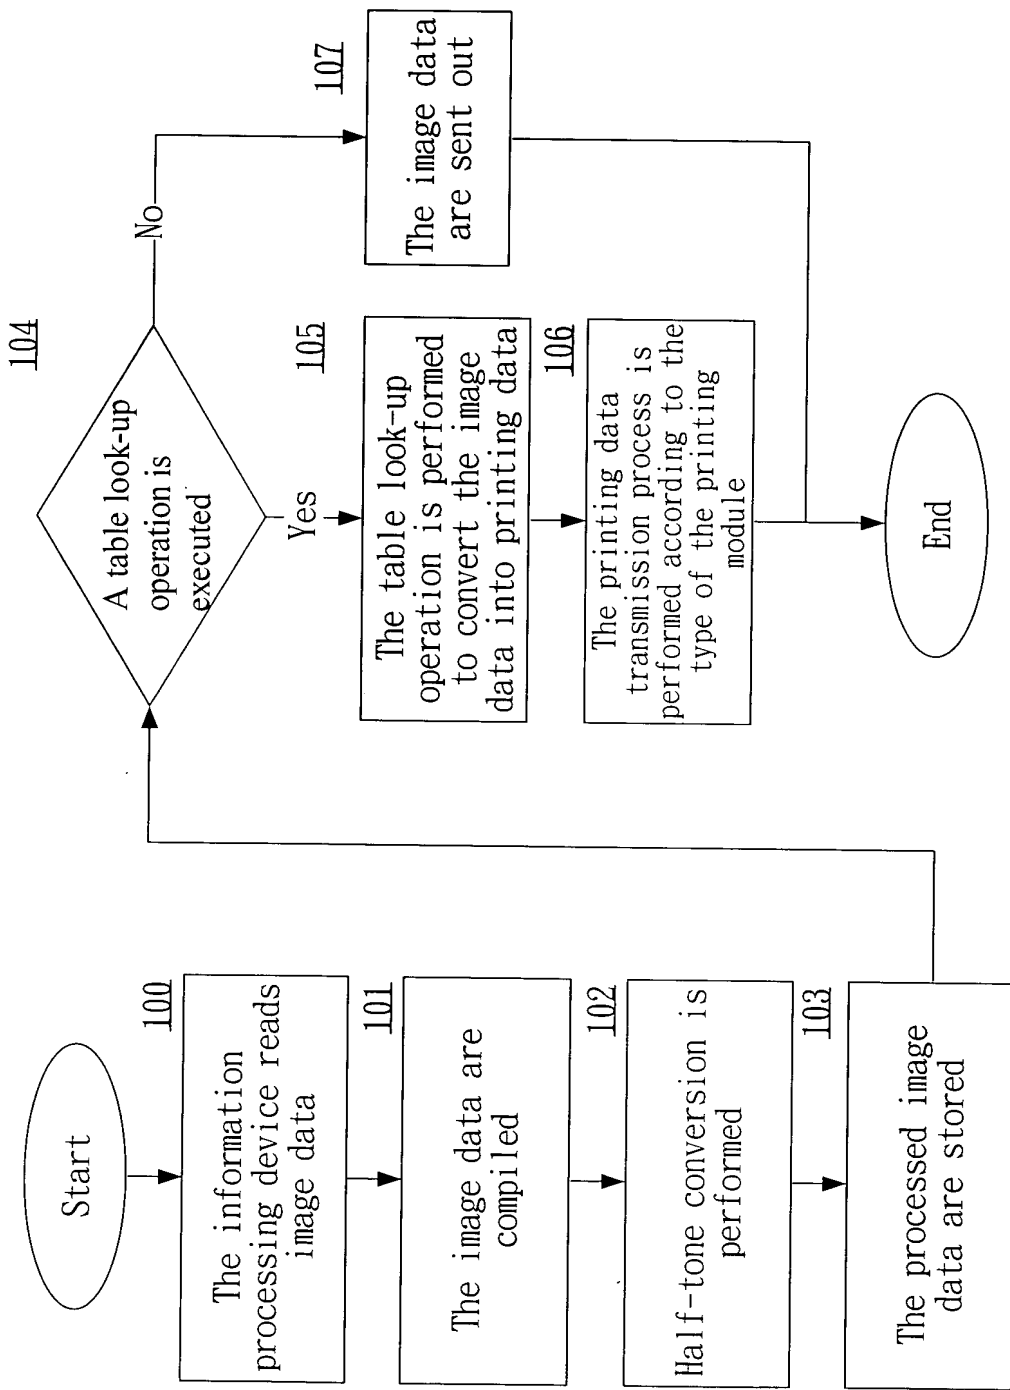 Start
100
The information
processing device reads
image data
101
The image data are
compiled
102
Half-tone conversion is
performed
103
The processed image
data are stored
104
A table look-up
operation is
executed
Yes
No
105
The table look-up
operation is performed
to convert the image
data into printing data
106
The printing data
transmission process is
performed according to the
type of the printing
module
107
The image data
are sent out
End